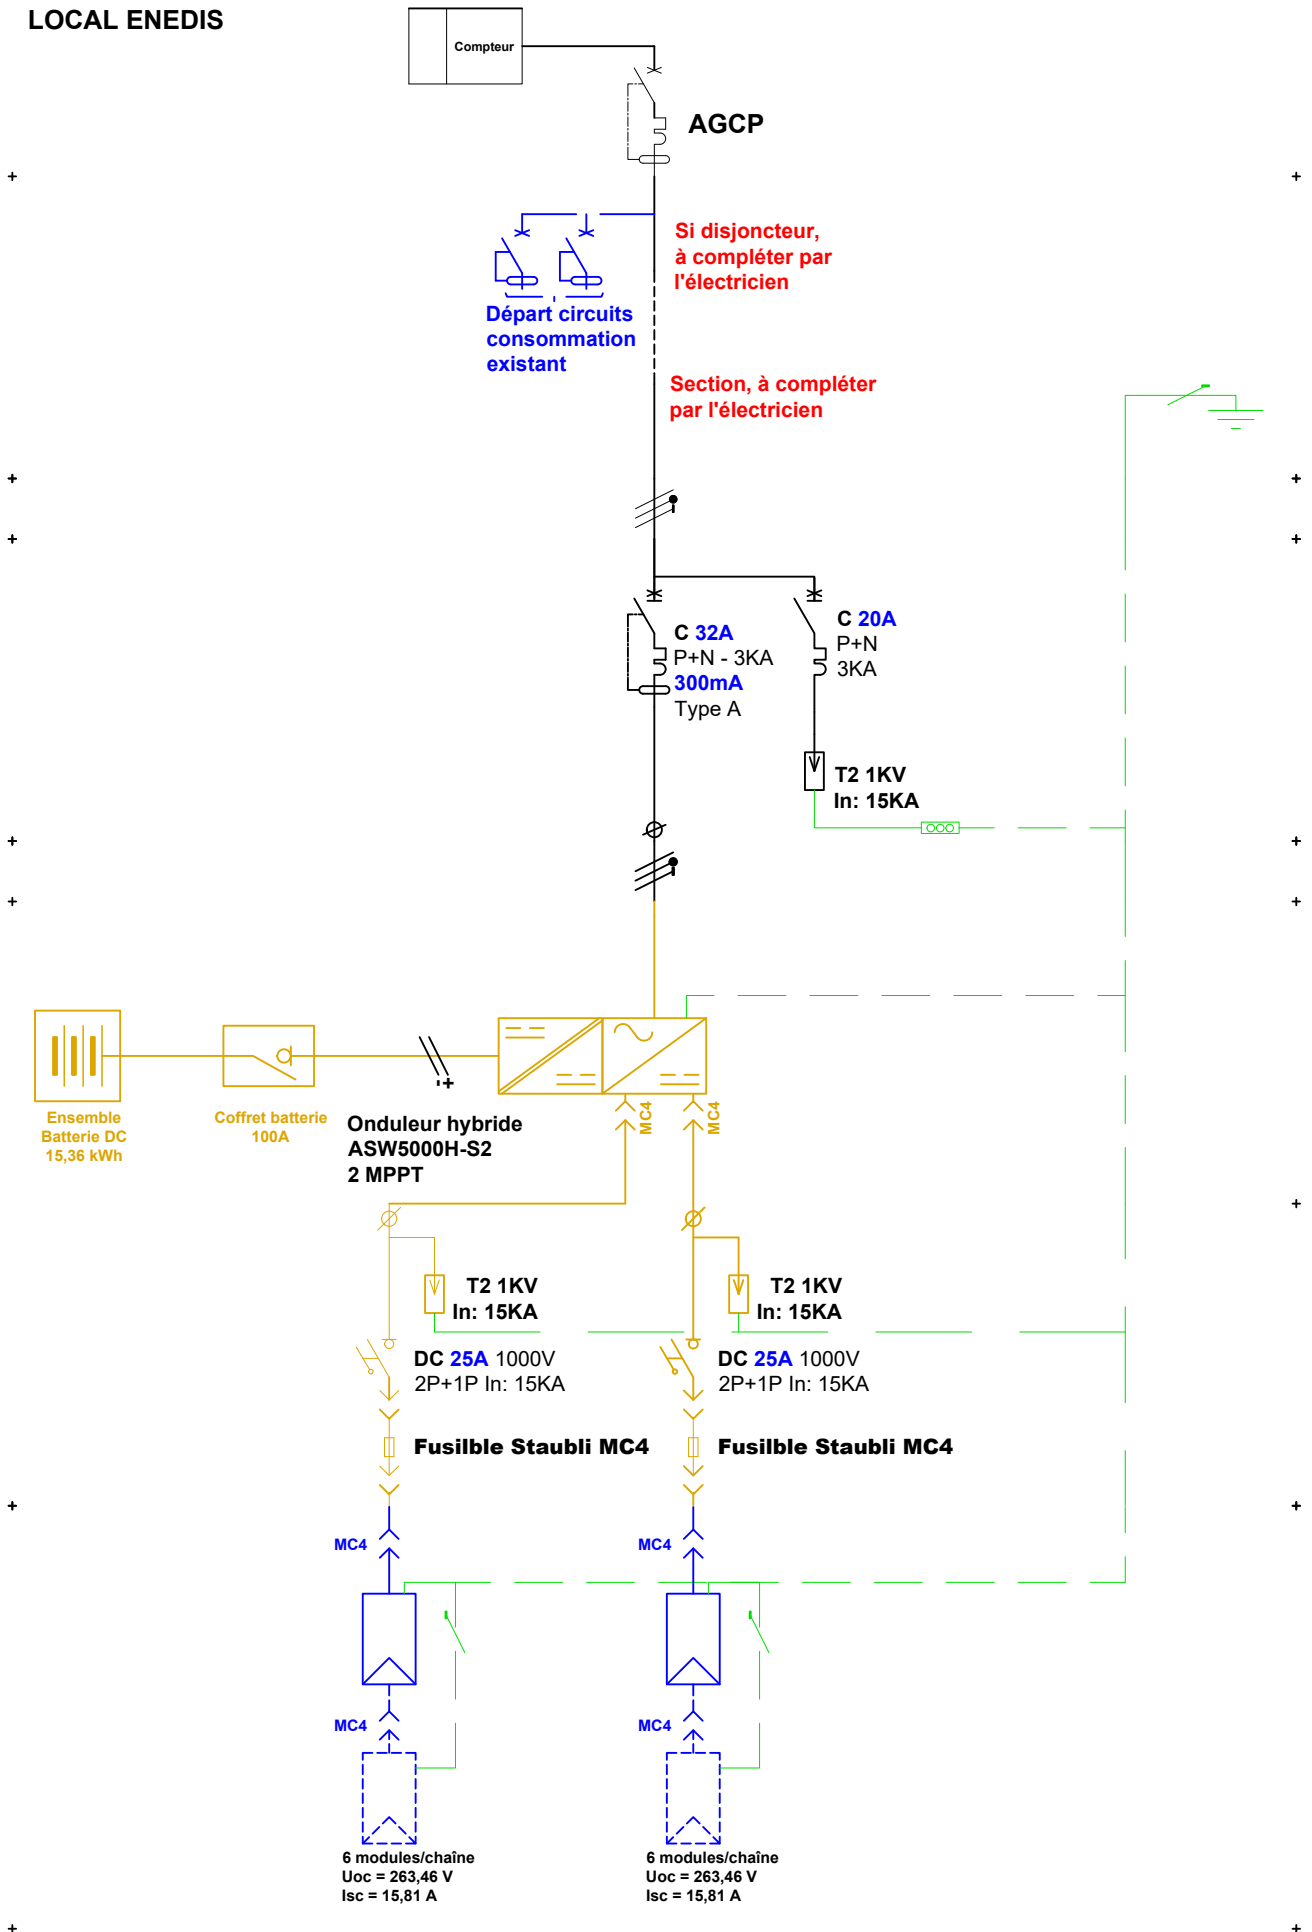 LOCAL ENEDIS
Compteur
AGCP
Si disjoncteur,
à compléter par
l'électricien
Départ circuits
consommation
existant
Section, à compléter
par l'électricien
C 32A
P+N - 3KA
300mA
Type A
C 20A
P+N
3KA
T2 1KV
In: 15KA
Ensemble
Batterie DC
15,36 kWh
Coffret batterie
100A
Onduleur hybride
ASW5000H-S2
2 MPPT
MC4
MC4
T2 1KV
In: 15KA
T2 1KV
In: 15KA
DC 25A 1000V
2P+1P In: 15KA
DC 25A 1000V
2P+1P In: 15KA
Fusilble Staubli MC4
Fusilble Staubli MC4
MC4
MC4
MC4
MC4
6 modules/chaîne
Uoc = 263,46 V
Isc = 15,81 A
6 modules/chaîne
Uoc = 263,46 V
Isc = 15,81 A